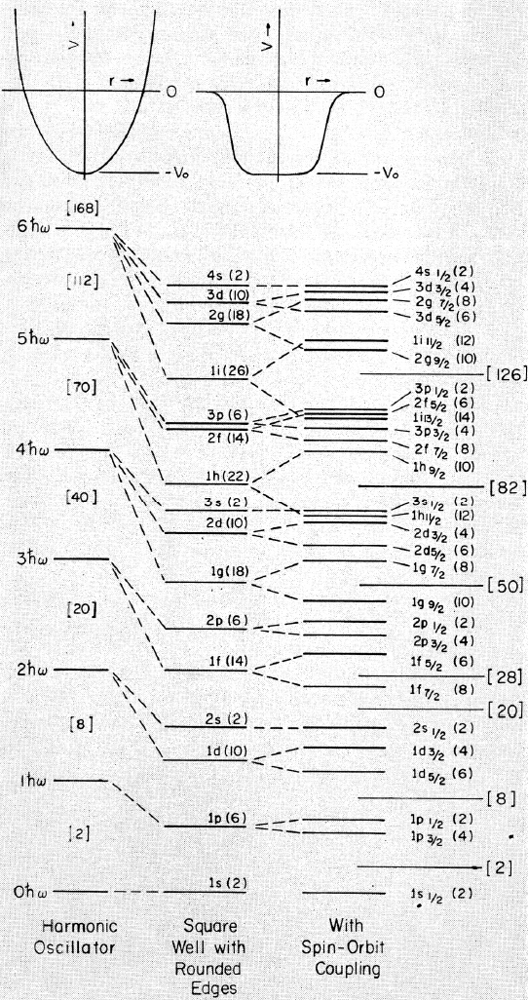 V
r
0
-V₀
V
r
0
-V₀
6ħω
5ħω
4ħω
3ħω
2ħω
1ħω
0ħω
[168]
[112]
[70]
[40]
[20]
[8]
[2]
4s (2)
3d (10)
2g (18)
1i (26)
3p (6)
2f (14)
1h (22)
3s (2)
2d (10)
1g (18)
2p (6)
1f (14)
2s (2)
1d (10)
1p (6)
1s (2)
4s 1/2 (2)
3d 3/2 (4)
2g 7/2 (8)
3d 5/2 (6)
1i 11/2 (12)
2g 9/2 (10)
[126]
3p 1/2 (2)
2f 5/2 (6)
1i 13/2 (14)
3p 3/2 (4)
2f 7/2 (8)
1h 9/2 (10)
[82]
3s 1/2 (2)
1h 11/2 (12)
2d 3/2 (4)
2d 5/2 (6)
1g 7/2 (8)
[50]
1g 9/2 (10)
2p 1/2 (2)
2p 3/2 (4)
1f 5/2 (6)
[28]
1f 7/2 (8)
[20]
2s 1/2 (2)
1d 3/2 (4)
1d 5/2 (6)
[8]
1p 1/2 (2)
1p 3/2 (4)
[2]
1s 1/2 (2)
Harmonic
Oscillator
Square
Well with
Rounded
Edges
With
Spin-Orbit
Coupling